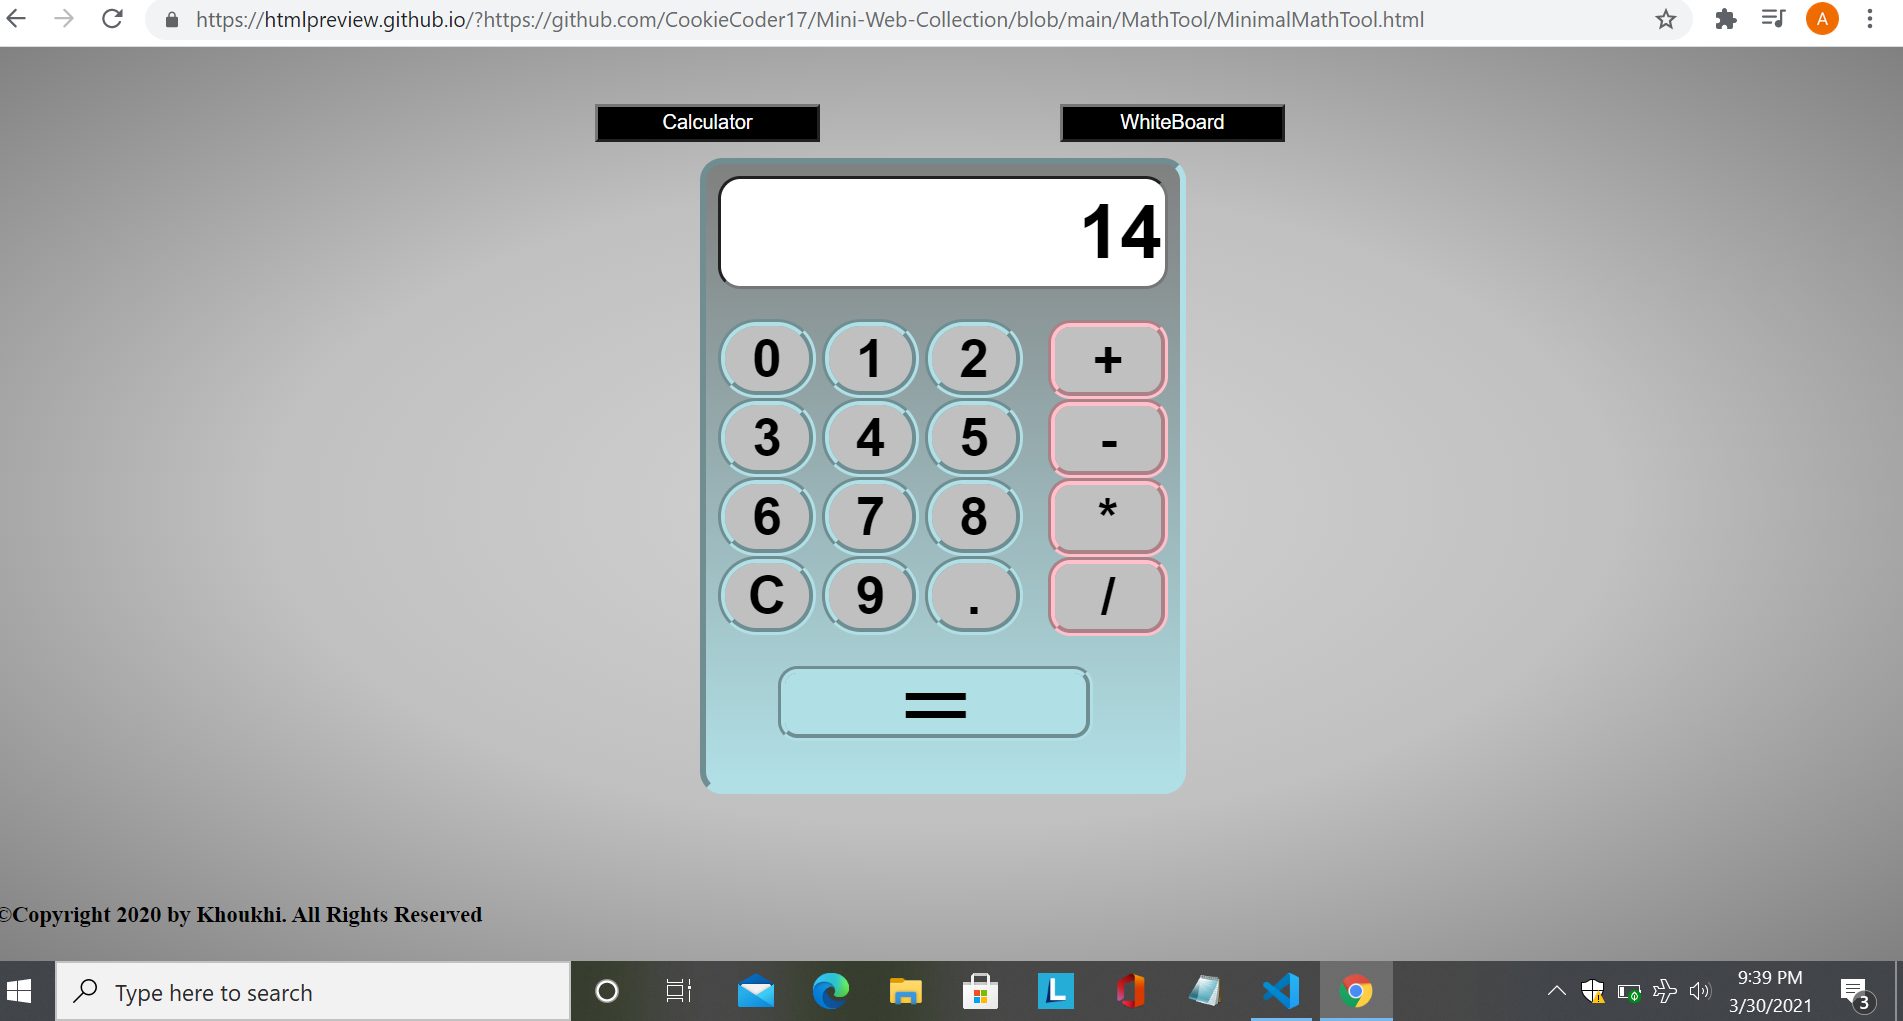 https://htmlpreview.github.io/?https://github.com/CookieCoder17/Mini-Web-Collection/blob/main/MathTool/MinimalMathTool.html
A
Calculator WhiteBoard
14
0 1 2 +
3 4 5 -
6 7 8 *
C 9 . /
=
©Copyright 2020 by Khoukhi. All Rights Reserved
Type here to search
L
9:39 PM
3/30/2021
3